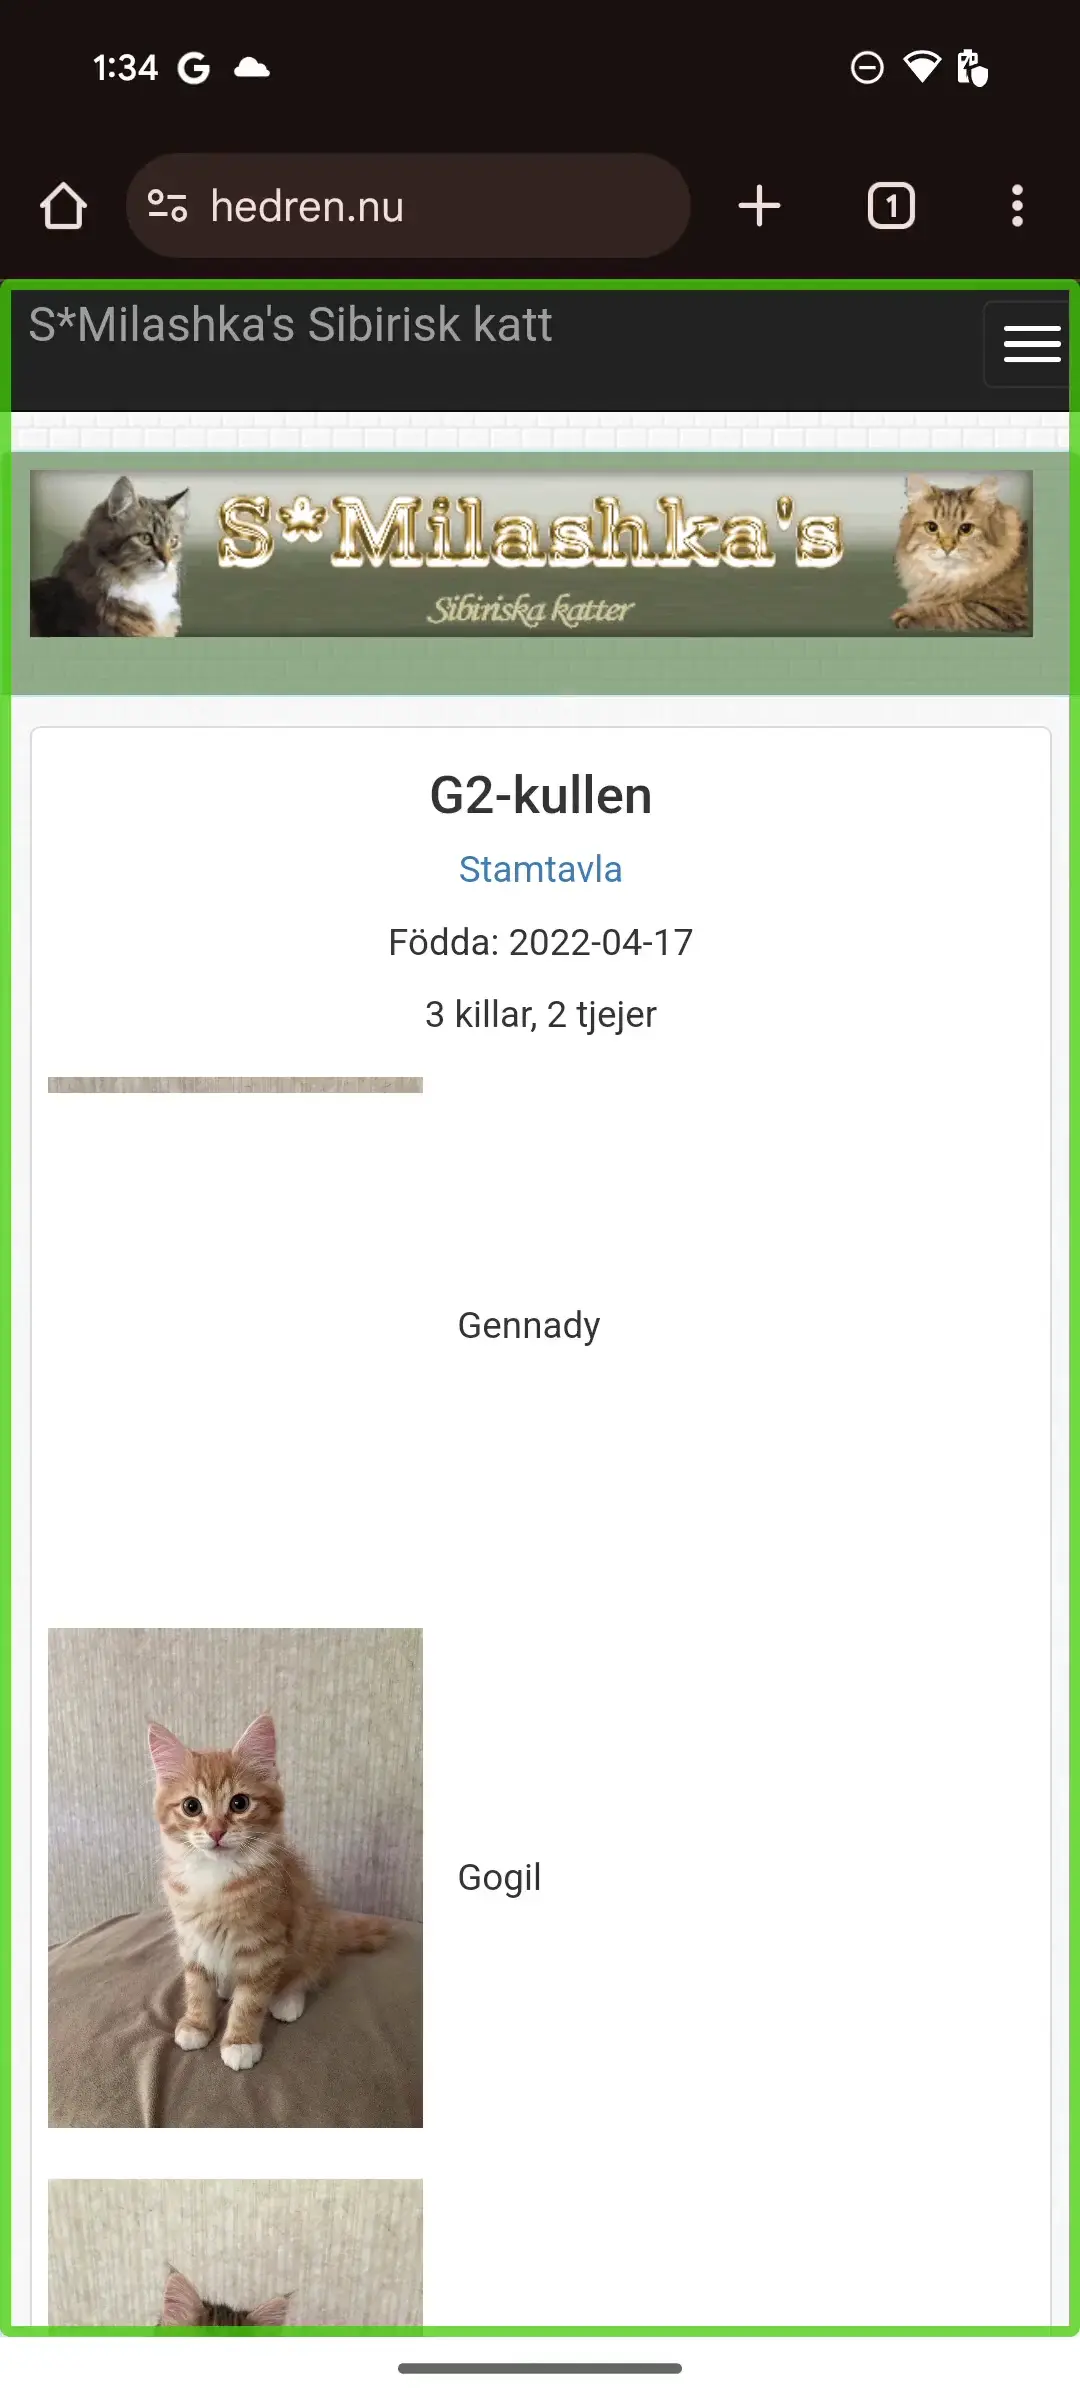 1:34
hedren.nu
1
S*Milashka's Sibirisk katt
S*Milashka's
Sibiriska katter
G2-kullen
Stamtavla
Födda: 2022-04-17
3 killar, 2 tjejer
Gennady
Gogil